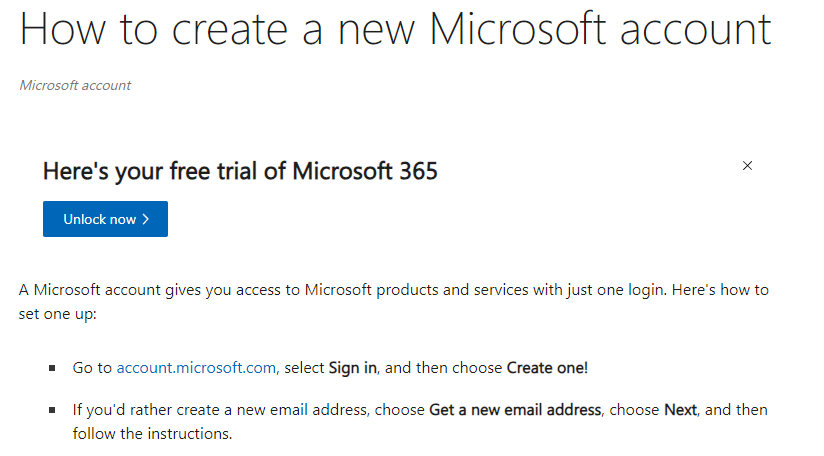 How to create a new Microsoft account
Microsoft account
Here's your free trial of Microsoft 365
Unlock now
A Microsoft account gives you access to Microsoft products and services with just one login. Here's how to
set one up:
Go to account.microsoft.com, select Sign in, and then choose Create one!
If you'd rather create a new email address, choose Get a new email address, choose Next, and then
follow the instructions.